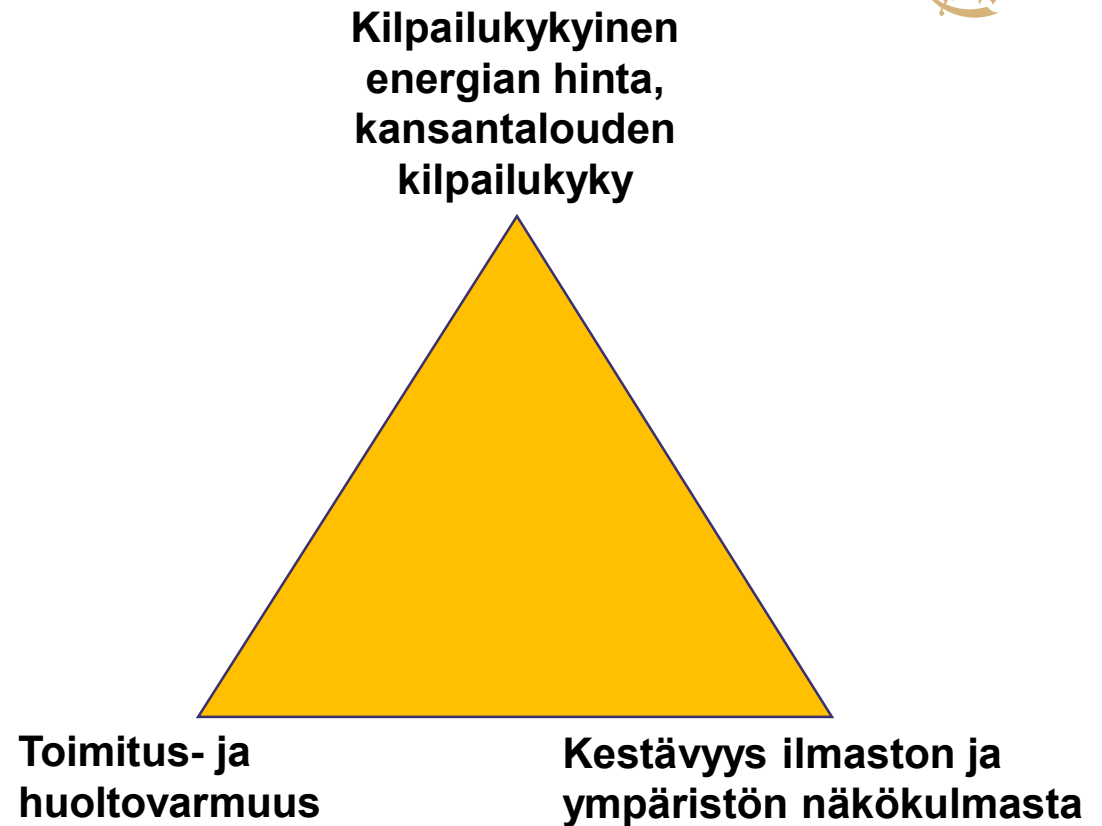 Kilpailukykyinen
energian hinta,
kansantalouden
kilpailukyky
Toimitus- ja
huoltovarmuus
Kestävyys ilmaston ja
ympäristön näkökulmasta